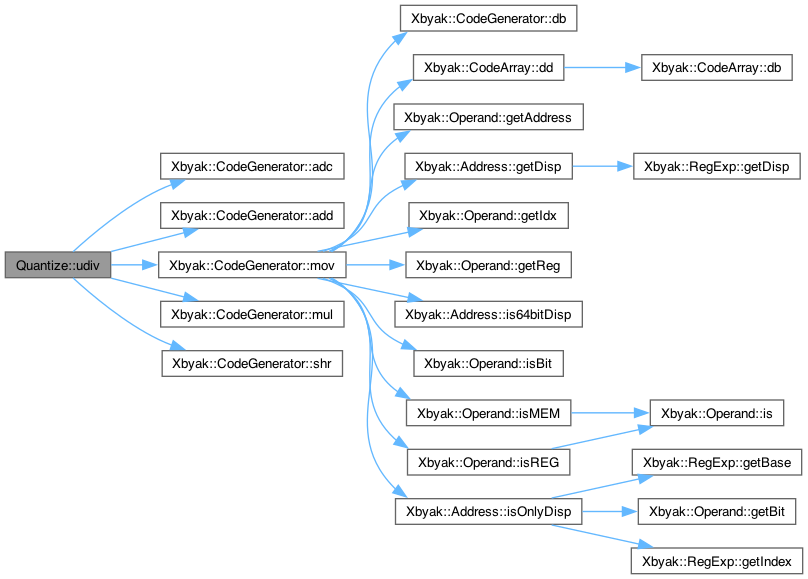 Quantize::udiv
Xbyak::CodeGenerator::adc
Xbyak::CodeGenerator::add
Xbyak::CodeGenerator::mov
Xbyak::CodeGenerator::mul
Xbyak::CodeGenerator::shr
Xbyak::CodeGenerator::db
Xbyak::CodeArray::dd
Xbyak::Operand::getAddress
Xbyak::Address::getDisp
Xbyak::Operand::getIdx
Xbyak::Operand::getReg
Xbyak::Address::is64bitDisp
Xbyak::Operand::isBit
Xbyak::Operand::isMEM
Xbyak::Operand::isREG
Xbyak::Address::isOnlyDisp
Xbyak::CodeArray::db
Xbyak::RegExp::getDisp
Xbyak::Operand::is
Xbyak::RegExp::getBase
Xbyak::Operand::getBit
Xbyak::RegExp::getIndex